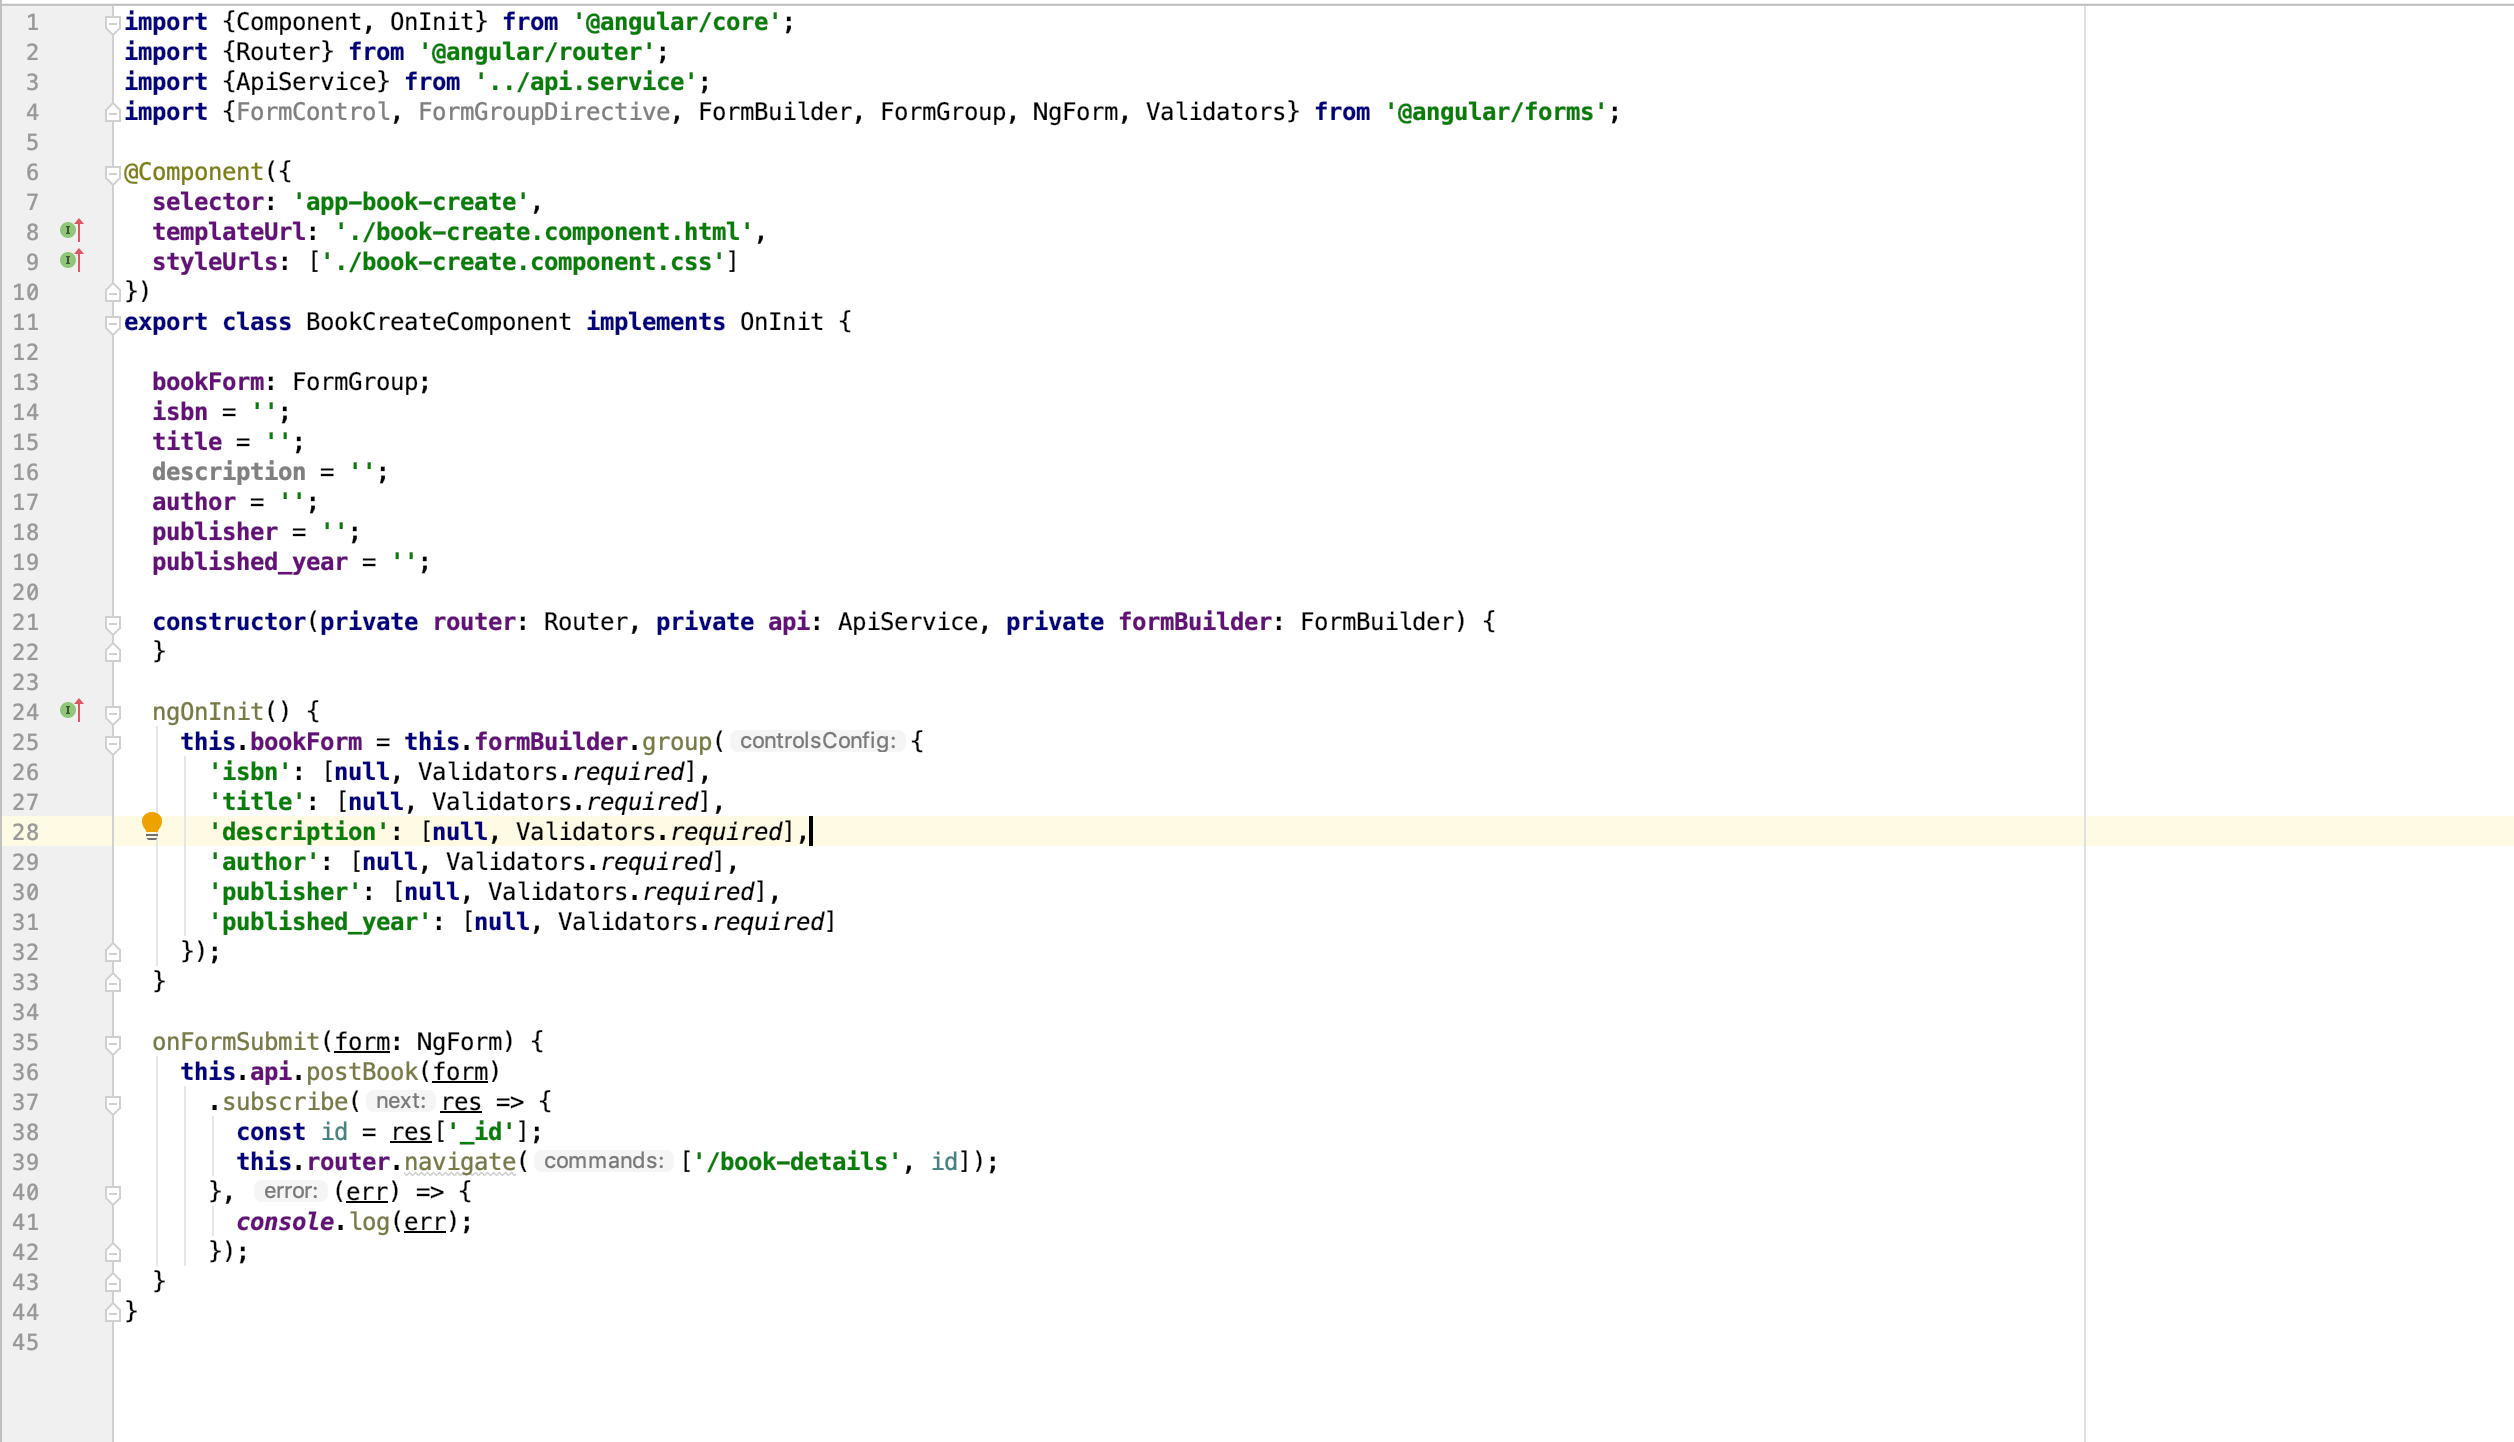 1 import {Component, OnInit} from '@angular/core';
2 import {Router} from '@angular/router';
3 import {ApiService} from '../api.service';
4 import {FormControl, FormGroupDirective, FormBuilder, FormGroup, NgForm, Validators} from '@angular/forms';
5
6 @Component({
7   selector: 'app-book-create',
8   templateUrl: './book-create.component.html',
9   styleUrls: ['./book-create.component.css']
10 })
11 export class BookCreateComponent implements OnInit {
12
13   bookForm: FormGroup;
14   isbn = '';
15   title = '';
16   description = '';
17   author = '';
18   publisher = '';
19   published_year = '';
20
21   constructor(private router: Router, private api: ApiService, private formBuilder: FormBuilder) {
22   }
23
24   ngOnInit() {
25     this.bookForm = this.formBuilder.group( controlsConfig: {
26       'isbn': [null, Validators.required],
27       'title': [null, Validators.required],
28       'description': [null, Validators.required],
29       'author': [null, Validators.required],
30       'publisher': [null, Validators.required],
31       'published_year': [null, Validators.required]
32     });
33   }
34
35   onFormSubmit(form: NgForm) {
36     this.api.postBook(form)
37       .subscribe( next: res => {
38         const id = res['_id'];
39         this.router.navigate( commands: ['/book-details', id]);
40       }, error: (err) => {
41         console.log(err);
42       });
43   }
44 }
45